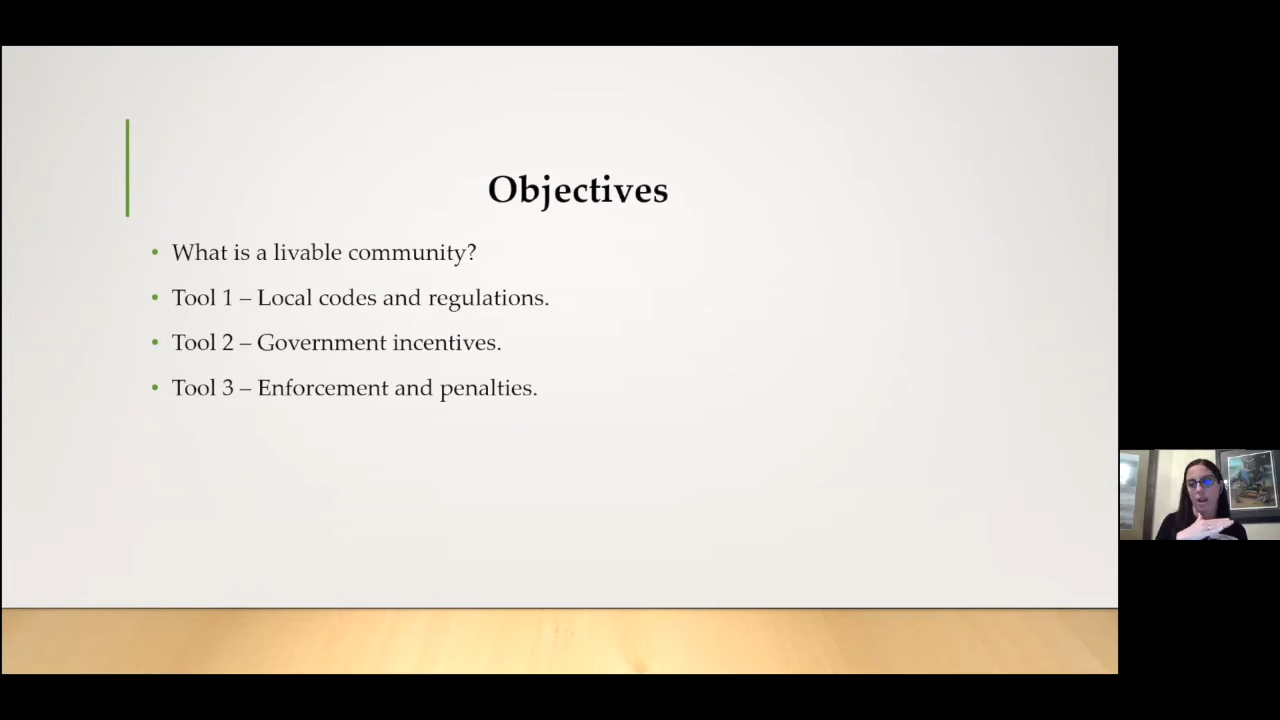 Objectives
• What is a livable community?
• Tool 1 – Local codes and regulations.
• Tool 2 – Government incentives.
• Tool 3 – Enforcement and penalties.